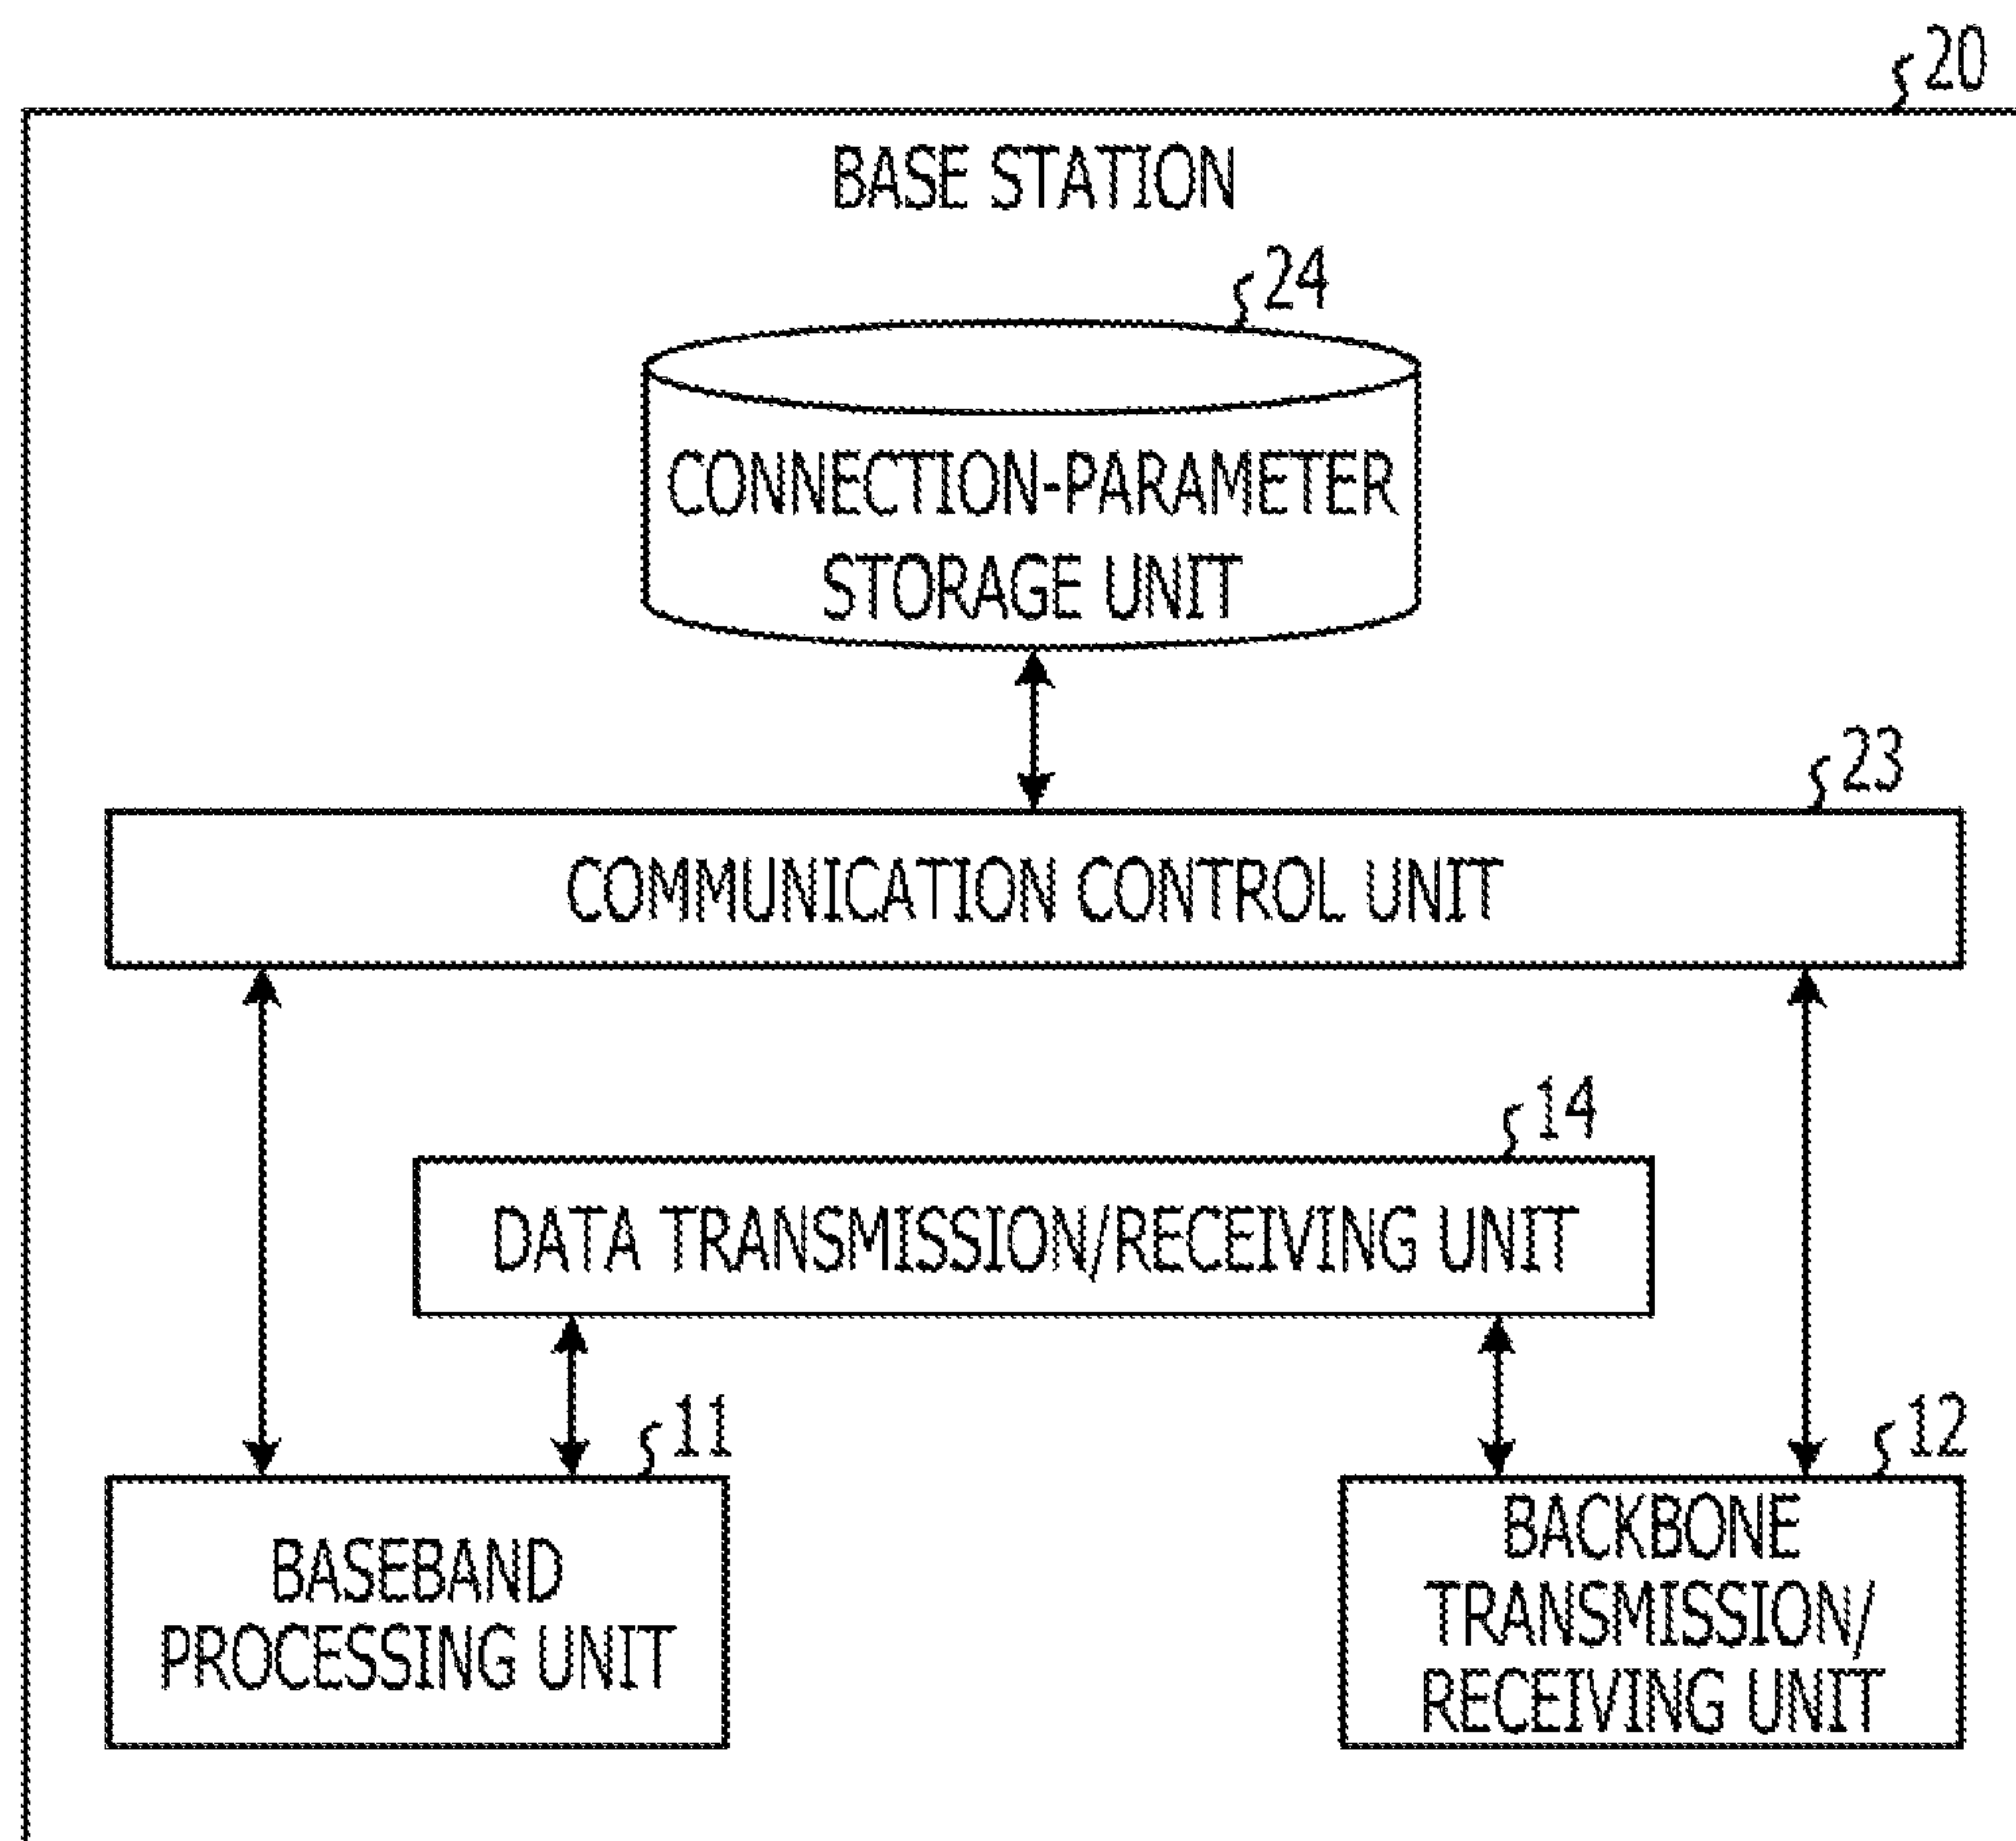 20
BASE STATION
24
CONNECTION-PARAMETER
STORAGE UNIT
23
COMMUNICATION CONTROL UNIT
14
DATA TRANSMISSION/RECEIVING UNIT
11
BASEBAND
PROCESSING UNIT
12
BACKBONE
TRANSMISSION/
RECEIVING UNIT